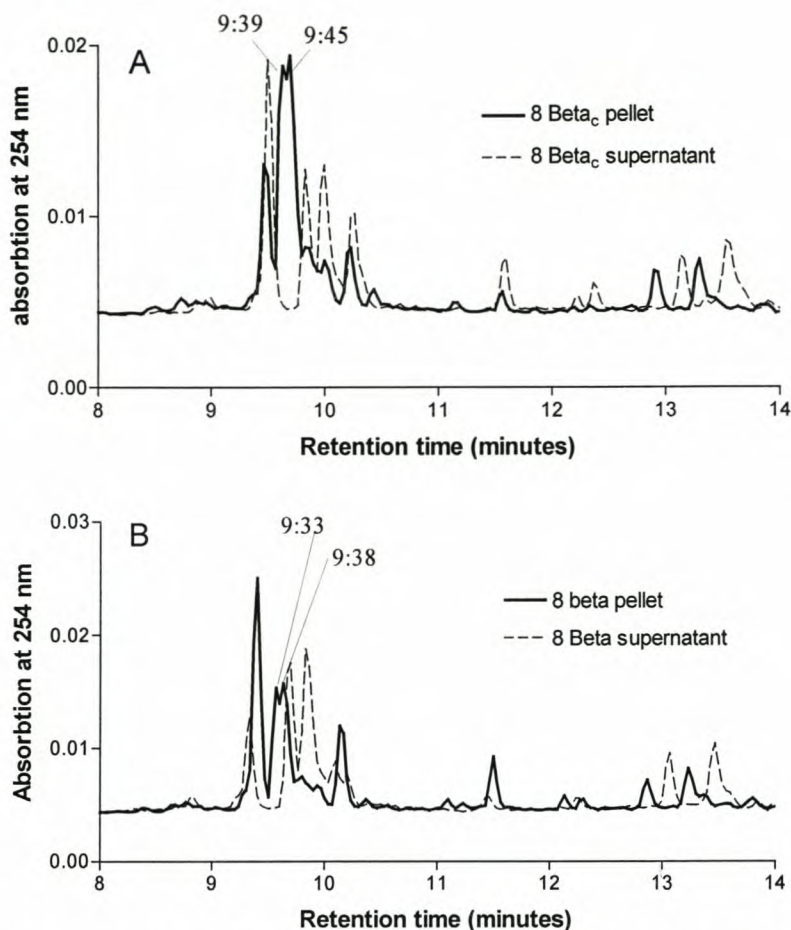 9:39 9:45
0.02
A
8 Beta_c pellet
8 Beta_c supernatant
absorbtion at 254 nm
0.01
0.00
8 9 10 11 12 13 14
Retention time (minutes)
0.03
B
9:33
9:38
8 beta pellet
8 Beta supernatant
Absorbtion at 254 nm
0.02
0.01
0.00
8 9 10 11 12 13 14
Retention time (minutes)